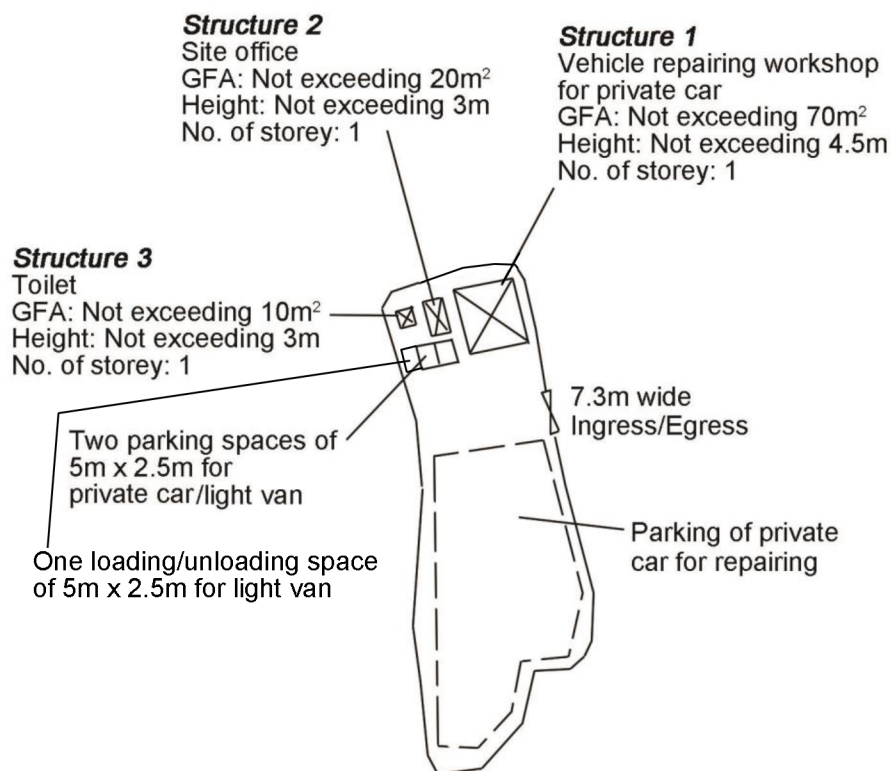 Structure 2
Site office
GFA: Not exceeding 20m²
Height: Not exceeding 3m
No. of storey: 1
Structure 1
Vehicle repairing workshop
for private car
GFA: Not exceeding 70m²
Height: Not exceeding 4.5m
No. of storey: 1
Structure 3
Toilet
GFA: Not exceeding 10m²
Height: Not exceeding 3m
No. of storey: 1
7.3m wide
Ingress/Egress
Two parking spaces of
5m x 2.5m for
private car/light van
Parking of private
car for repairing
One loading/unloading space
of 5m x 2.5m for light van